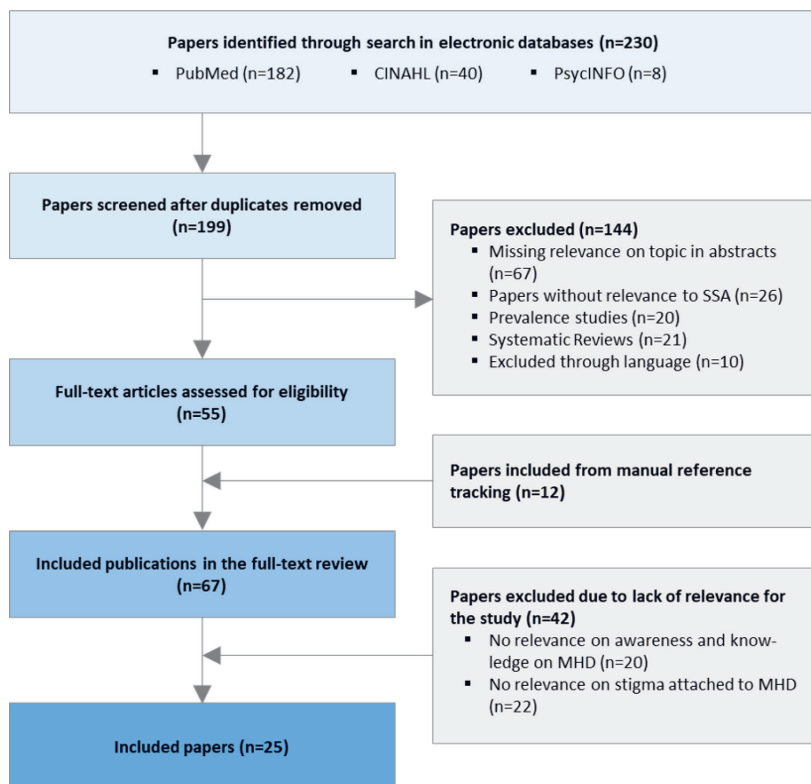 Papers identified through search in electronic databases (n=230)
▪ PubMed (n=182) ▪ CINAHL (n=40) ▪ PsycINFO (n=8)
Papers screened after duplicates removed
(n=199)
Papers excluded (n=144)
▪ Missing relevance on topic in abstracts
(n=67)
▪ Papers without relevance to SSA (n=26)
▪ Prevalence studies (n=20)
▪ Systematic Reviews (n=21)
▪ Excluded through language (n=10)
Full-text articles assessed for eligibility
(n=55)
Papers included from manual reference
tracking (n=12)
Included publications in the full-text review
(n=67)
Papers excluded due to lack of relevance for
the study (n=42)
▪ No relevance on awareness and know-
ledge on MHD (n=20)
▪ No relevance on stigma attached to MHD
(n=22)
Included papers (n=25)